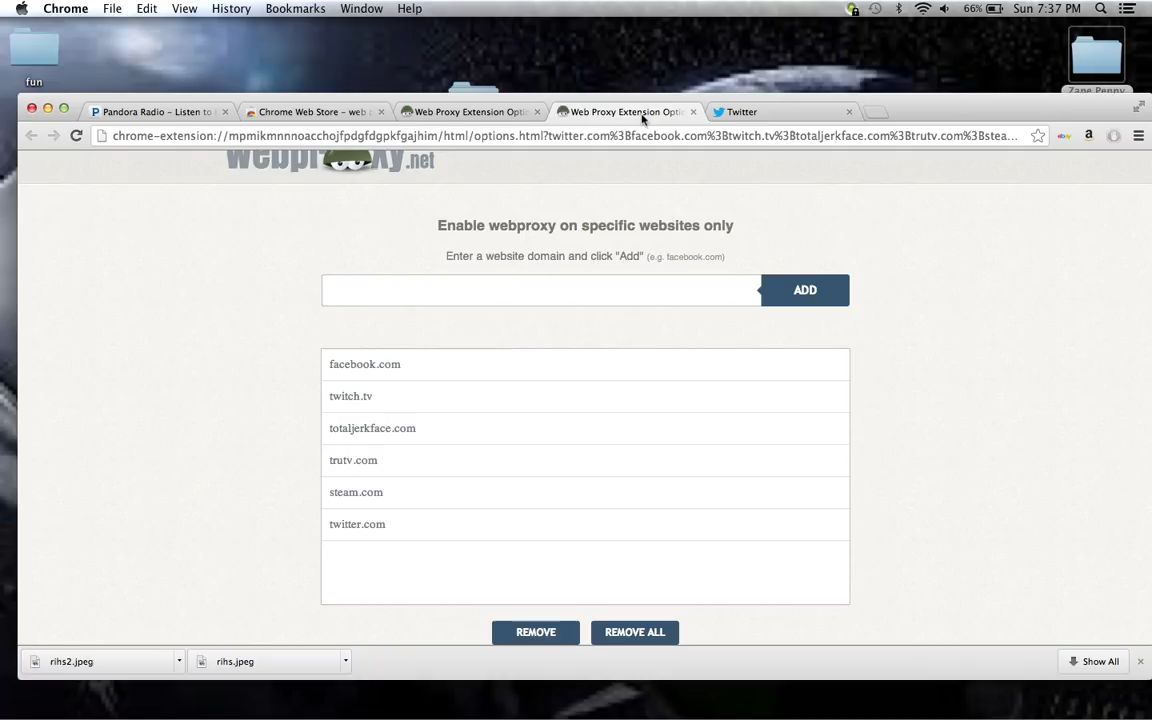 Chrome File Edit View History Bookmarks Window Help 66% Sun 7:37 PM
fun
Zane Penny
Pandora Radio – Listen to Chrome Web Store – web Web Proxy Extension Optio Web Proxy Extension Optio Twitter
chrome-extension://mpmikmnnnoacchojfpdgfdgpkfgajhim/html/options.html?twitter.com%3Bfacebook.com%3Btwitch.tv%3Btotaljerkface.com%3Btrutv.com%3Bstea...
webproxy.net
Enable webproxy on specific websites only
Enter a website domain and click "Add" (e.g. facebook.com)
ADD
facebook.com
twitch.tv
totaljerkface.com
trutv.com
steam.com
twitter.com
REMOVE REMOVE ALL
rihs2.jpeg rihs.jpeg Show All